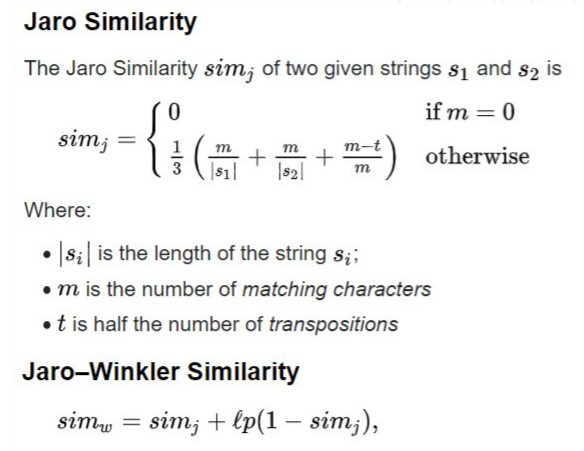 Jaro Similarity
The Jaro Similarity sim_j of two given strings s_1 and s_2 is
sim_j = { 0 if m = 0
1/3 ( m/|s_1| + m/|s_2| + (m−t)/m ) otherwise
Where:
• |s_i| is the length of the string s_i;
• m is the number of matching characters
• t is half the number of transpositions
Jaro–Winkler Similarity
sim_w = sim_j + ℓp(1 − sim_j),